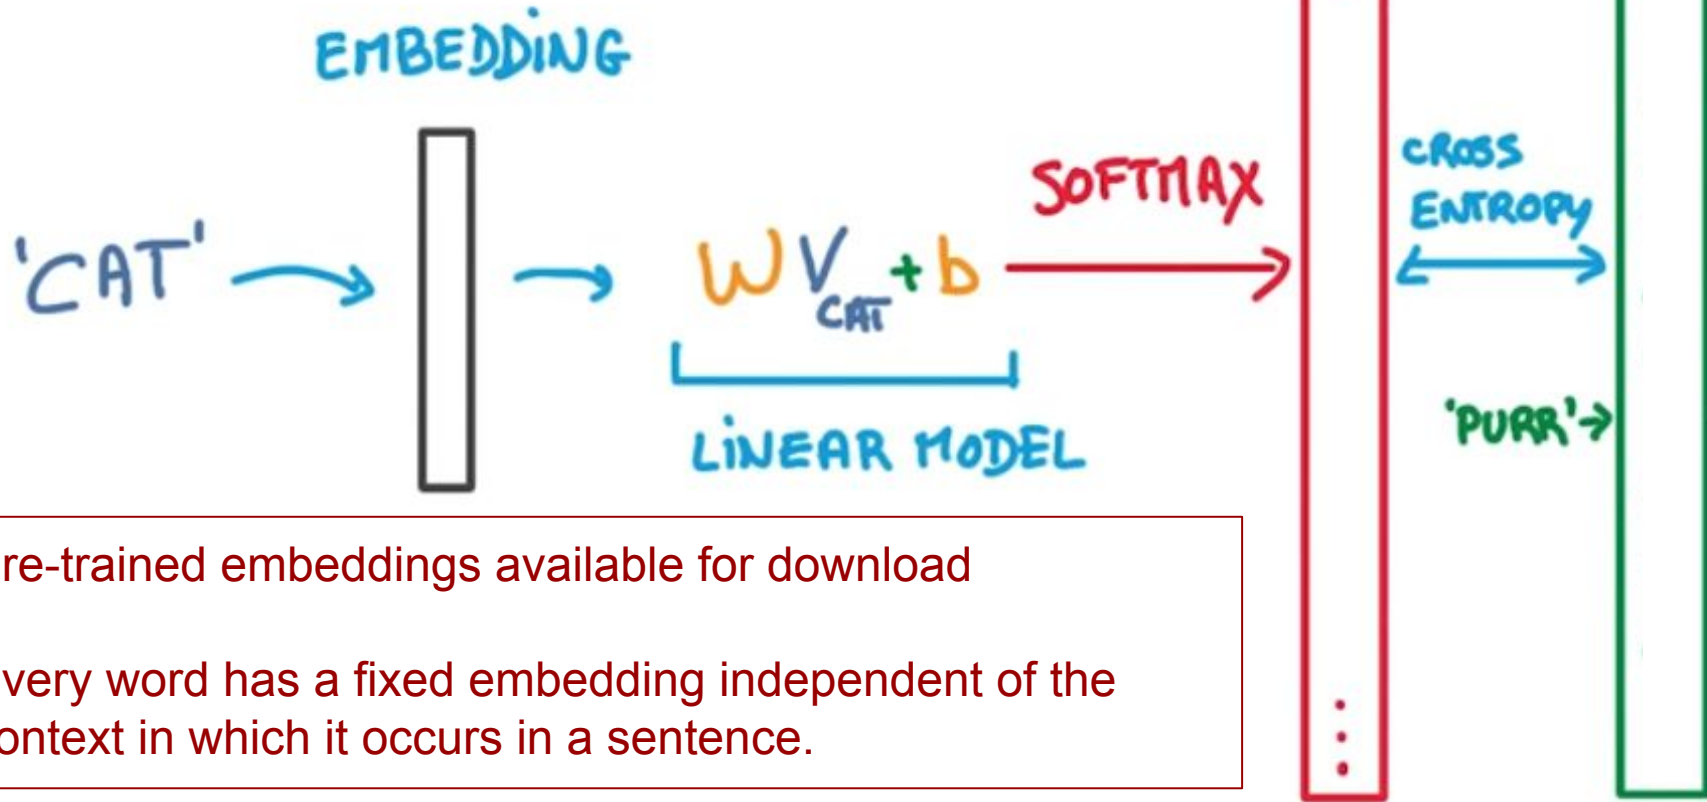 EMBEDDING
'CAT'
W V CAT + b
SOFTMAX
CROSS
ENTROPY
'PURR'
LINEAR MODEL
re-trained embeddings available for download
very word has a fixed embedding independent of the
ontext in which it occurs in a sentence.